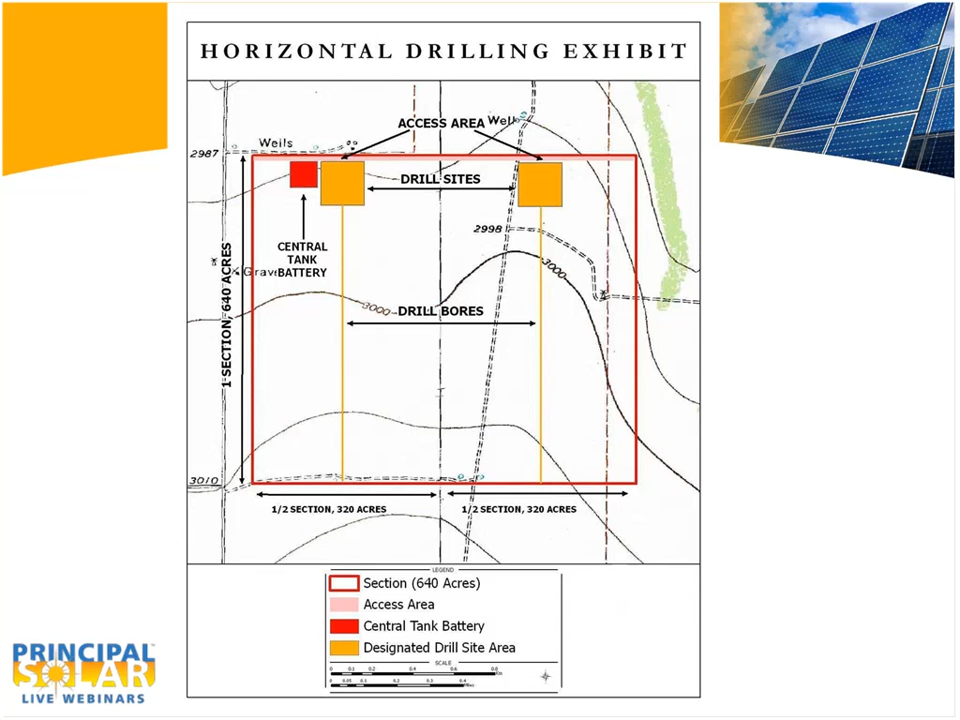 HORIZONTAL DRILLING EXHIBIT
ACCESS AREA
Well
Wells
2987
DRILL SITES
CENTRAL
TANK
BATTERY
Grave
1 SECTION, 640 ACRES
2998
3000
3000
DRILL BORES
3010
1/2 SECTION, 320 ACRES
1/2 SECTION, 320 ACRES
LEGEND
Section (640 Acres)
Access Area
Central Tank Battery
Designated Drill Site Area
SCALE
PRINCIPAL
SOLAR
LIVE WEBINARS